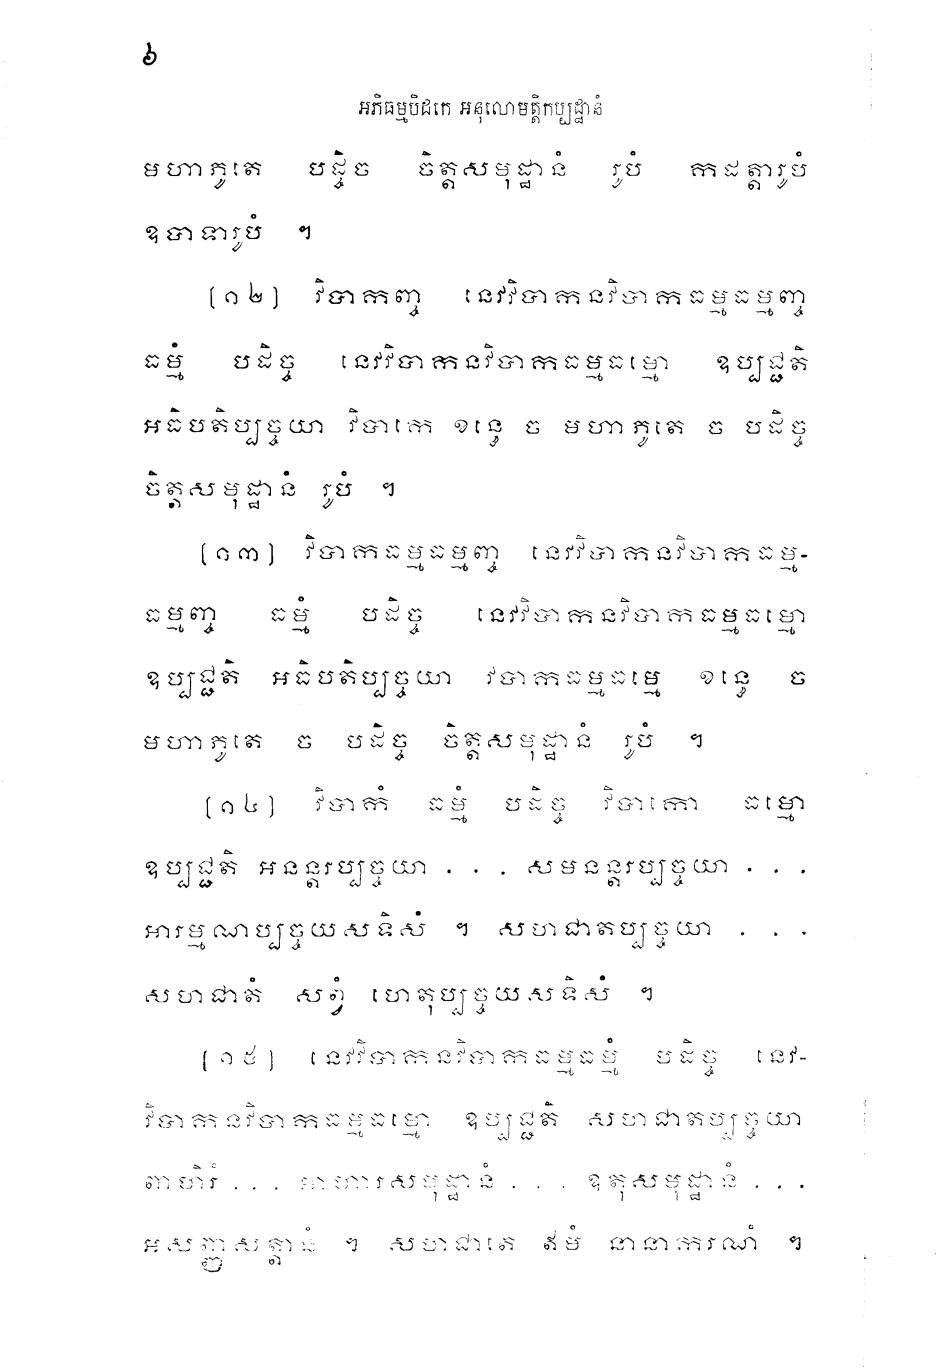 ៦
អភិធម្មបិដកេ អនុលោមត្តិកប្បដ្ឋានំ
មហាភូតេ បដ្ច៉ិច ចិត្តសមុដ្ឋានំ រូបំ កដត្តារូបំ
ឧបាទារូបំ ។
(១២) វិបាកញ្ច នេវវិបាកនវិបាកធម្មធម្មញ្ច
ធម្មំ បដិច្ច នេវវិបាកនវិបាកធម្មធម្មោ ឧប្បជ្ជតិ
អធិបតិប្បច្ចយា វិបាកេ ខន្ធេ ច មហាភូតេ ច បដិច្ច
ចិត្តសមុដ្ឋានំ រូបំ ។
(១៣) វិបាកធម្មធម្មញ្ច នេវវិបាកនវិបាកធម្ម-
ធម្មញ្ច ធម្មំ បដិច្ច នេវវិបាកនវិបាកធម្មធម្មោ
ឧប្បជ្ជតិ អធិបតិប្បច្ចយា វិបាកធម្មធម្មេ ខន្ធេ ច
មហាភូតេ ច បដិច្ច ចិត្តសមុដ្ឋានំ រូបំ ។
(១៤) វិបាកំ ធម្មំ បដិច្ច វិបាកោ ធម្មោ
ឧប្បជ្ជតិ អនន្តរប្បច្ចយា . . . សមនន្តរប្បច្ចយា . . .
អារម្មណប្បច្ចយសទិសំ ។ សហជាតប្បច្ចយា . . .
សហជាតំ សព្វំ ហេតុប្បច្ចយសទិសំ ។
(១៥) នេវវិបាកនវិបាកធម្មធម្មំ បដិច្ច នេវ-
វិបាកនវិបាកធម្មធម្មោ ឧប្បជ្ជតិ សហជាតប្បច្ចយា
ពាហិរំ . . . អាហារសមុដ្ឋានំ . . . ឧតុសមុដ្ឋានំ . . .
អសញ្ញសត្តានំ ។ សហជាតេ ឥមំ នានាករណំ ។